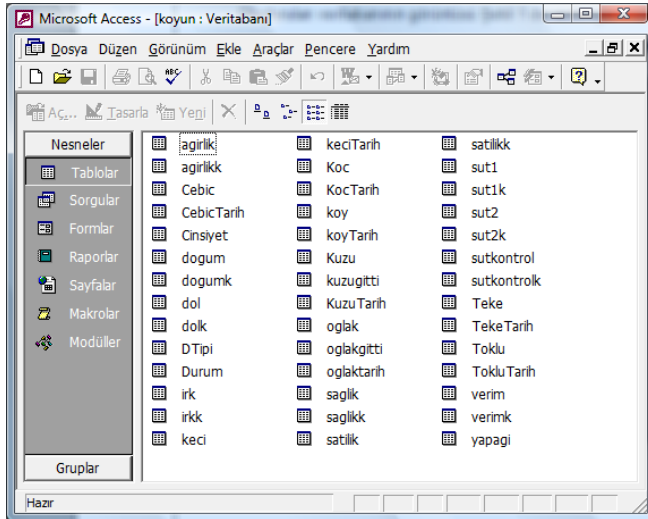 Microsoft Access - [koyun : Veritabanı]
Dosya Düzen Görünüm Ekle Araçlar Pencere Yardım
Aç... Tasarla Yeni
Nesneler
Tablolar
Sorgular
Formlar
Raporlar
Sayfalar
Makrolar
Modüller
Gruplar
agirlik
agirlikk
Cebic
CebicTarih
Cinsiyet
dogum
dogumk
dol
dolk
DTipi
Durum
irk
irkk
keci
keciTarih
Koc
KocTarih
koy
koyTarih
Kuzu
kuzugitti
KuzuTarih
oglak
oglakgitti
oglaktarih
saglik
saglikk
satilik
satilikk
sut1
sut1k
sut2
sut2k
sutkontrol
sutkontrolk
Teke
TekeTarih
Toklu
TokluTarih
verim
verimk
yapagi
Hazır